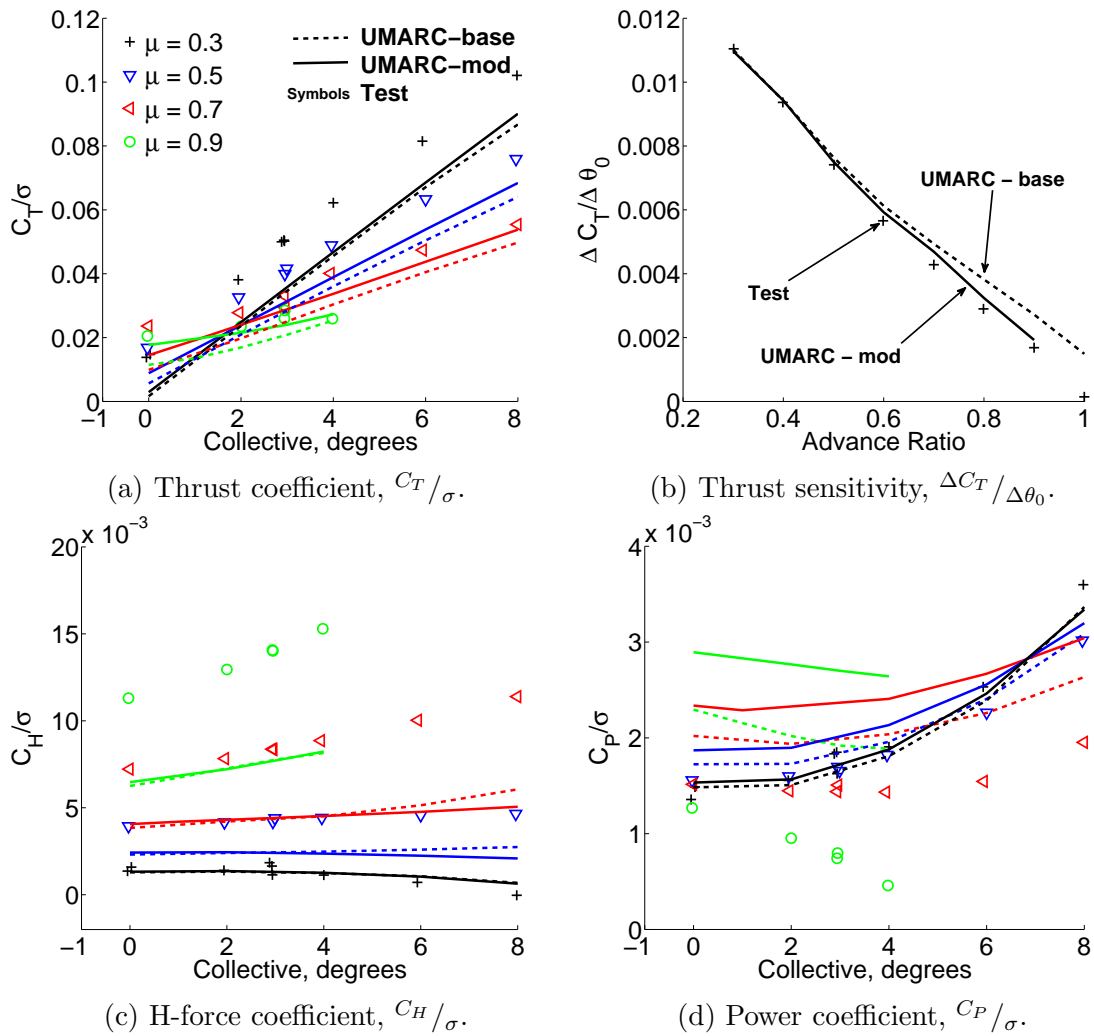 0.12
0.1
0.08
0.06
0.04
0.02
0
−1 0 2 4 6 8
C_T/σ
Collective, degrees
+ μ = 0.3
▽ μ = 0.5
◁ μ = 0.7
○ μ = 0.9
UMARC−base
UMARC−mod
Symbols Test
(a) Thrust coefficient, C_T/σ.
0.012
0.01
0.008
0.006
0.004
0.002
0
0.2 0.4 0.6 0.8 1
Δ C_T/Δ θ_0
Advance Ratio
UMARC − base
Test
UMARC − mod
(b) Thrust sensitivity, ΔC_T/Δθ_0.
x 10^−3
20
15
10
5
0
−1 0 2 4 6 8
C_H/σ
Collective, degrees
(c) H-force coefficient, C_H/σ.
x 10^−3
4
3
2
1
0
−1 0 2 4 6 8
C_P/σ
Collective, degrees
(d) Power coefficient, C_P/σ.